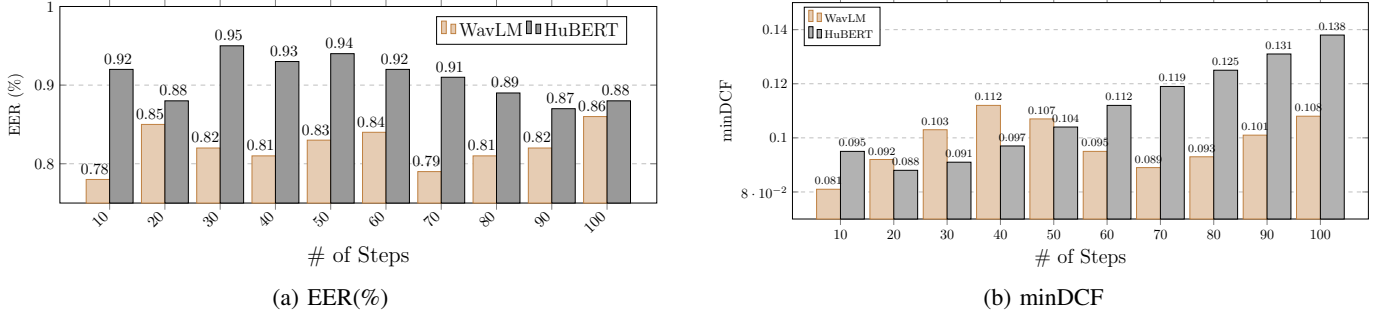 1
0.9
0.8
EER (%)
WavLM HuBERT
0.92 0.88 0.95 0.93 0.94 0.92 0.91 0.89 0.87 0.88
0.78 0.85 0.82 0.81 0.83 0.84 0.79 0.81 0.82 0.86
10 20 30 40 50 60 70 80 90 100
# of Steps
(a) EER(%)
0.14
0.12
0.1
8 · 10⁻²
minDCF
WavLM
HuBERT
0.081 0.092 0.103 0.112 0.107 0.095 0.089 0.093 0.101 0.108
0.095 0.088 0.091 0.097 0.104 0.112 0.119 0.125 0.131 0.138
10 20 30 40 50 60 70 80 90 100
# of Steps
(b) minDCF